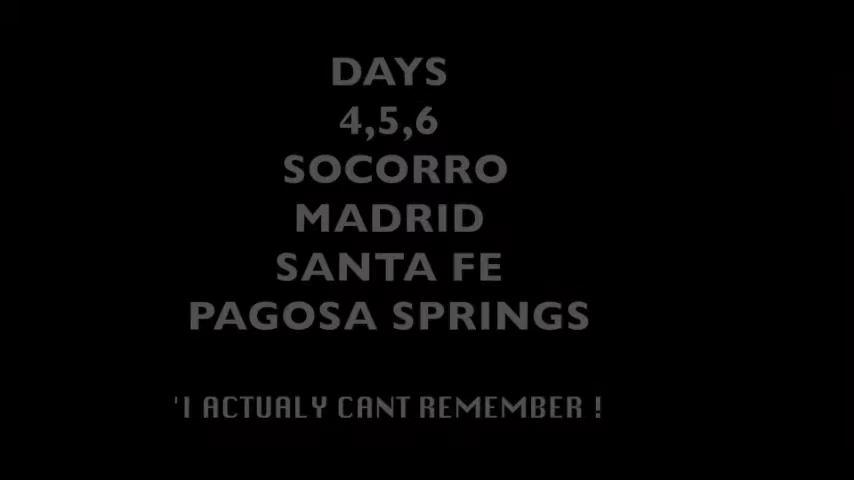 DAYS
4,5,6
SOCORRO
MADRID
SANTA FE
PAGOSA SPRINGS
'I ACTUALY CANT REMEMBER !